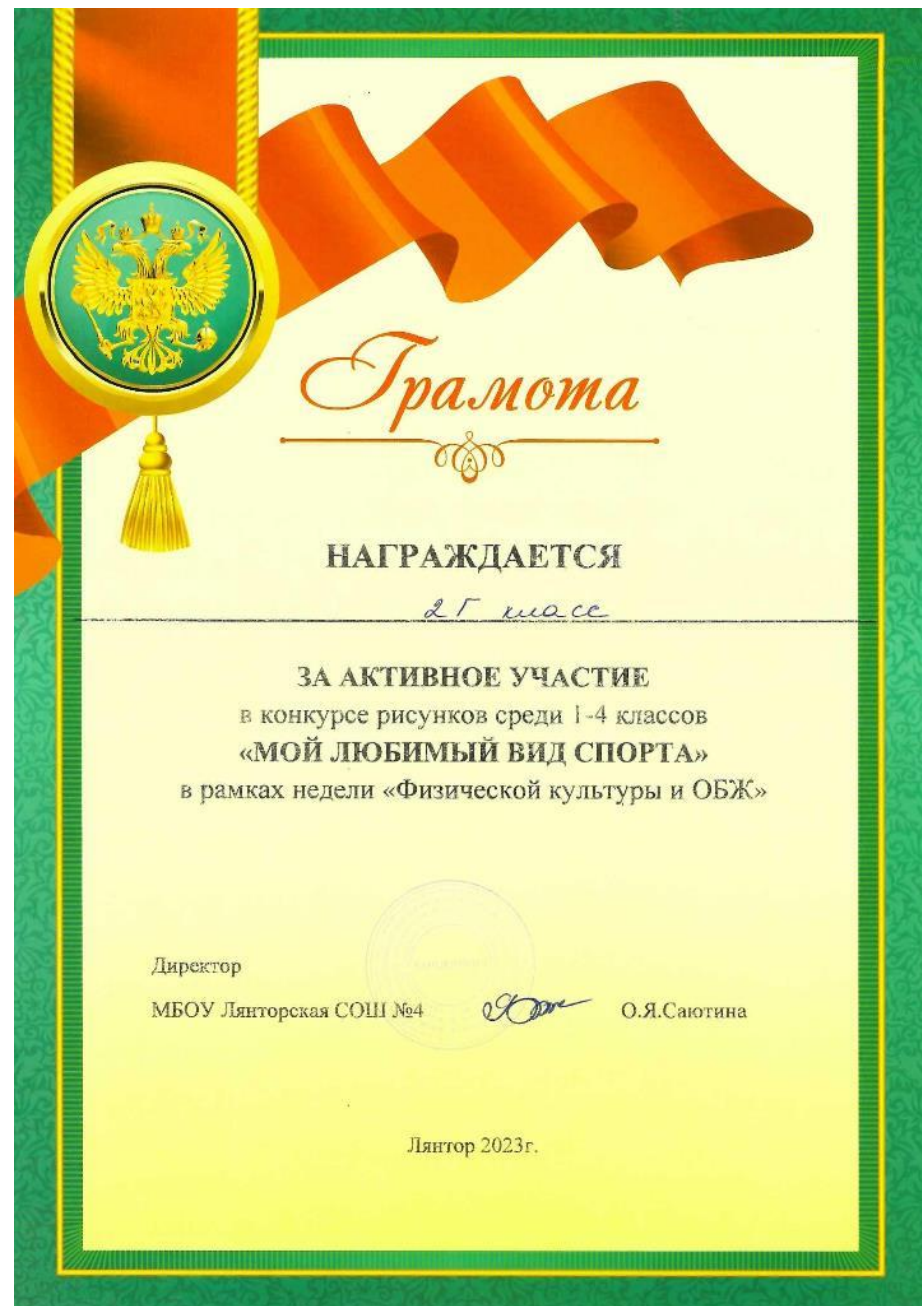 Грамота
НАГРАЖДАЕТСЯ
2 Г класс
ЗА АКТИВНОЕ УЧАСТИЕ
в конкурсе рисунков среди 1-4 классов
«МОЙ ЛЮБИМЫЙ ВИД СПОРТА»
в рамках недели «Физической культуры и ОБЖ»
Директор
МБОУ Лянторская СОШ №4 О.Я.Саютина
Лянтор 2023г.